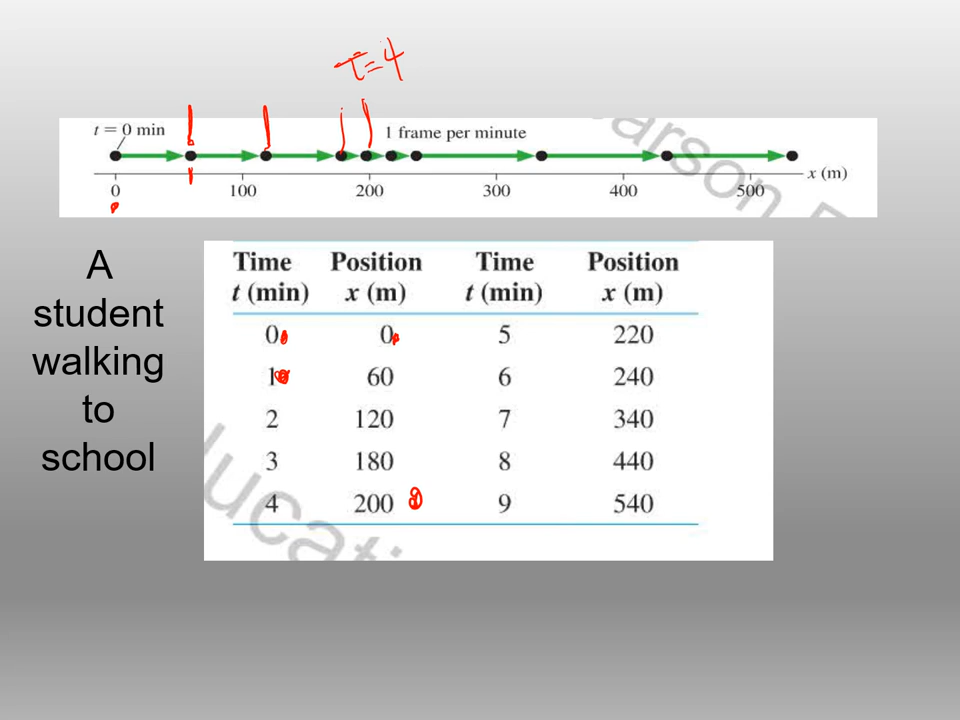 T=4
t = 0 min
1 frame per minute
x (m)
0 100 200 300 400 500
A
student
walking
to
school
Time Position Time Position
t (min) x (m) t (min) x (m)
0 0 5 220
1 60 6 240
2 120 7 340
3 180 8 440
4 200 9 540